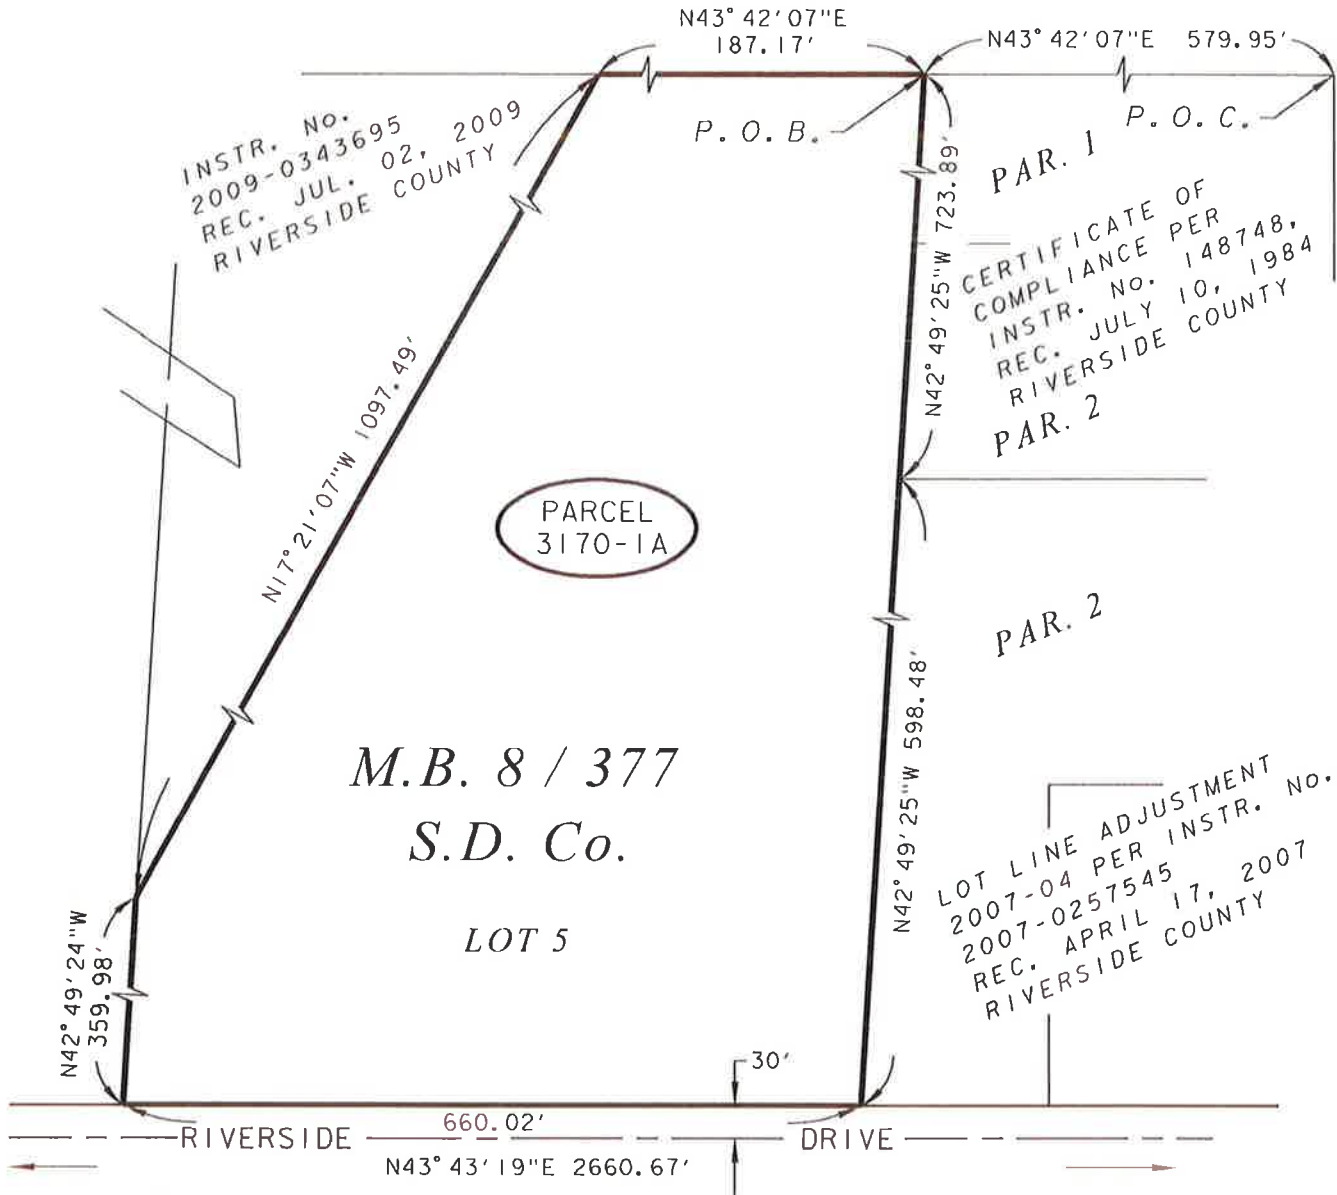 N43°42'07"E
187.17'
N43°42'07"E 579.95'
P.O.B.
P.O.C.
INSTR. No.
2009-0343695
REC. JUL. 02, 2009
RIVERSIDE COUNTY
N42°49'25"W 723.89'
PAR. 1
CERTIFICATE OF
COMPLIANCE PER
INSTR. No. 148748,
REC. JULY 10, 1984
RIVERSIDE COUNTY
PAR. 2
N17°21'07"W 1097.49'
PARCEL
3170-1A
PAR. 2
N42°49'25"W 598.48'
M.B. 8 / 377
S.D. Co.
LOT 5
LOT LINE ADJUSTMENT
2007-04 PER INSTR. No.
2007-0257545
REC. APRIL 17, 2007
RIVERSIDE COUNTY
N42°49'24"W
359.98'
30'
660.02'
RIVERSIDE DRIVE
N43°43'19"E 2660.67'